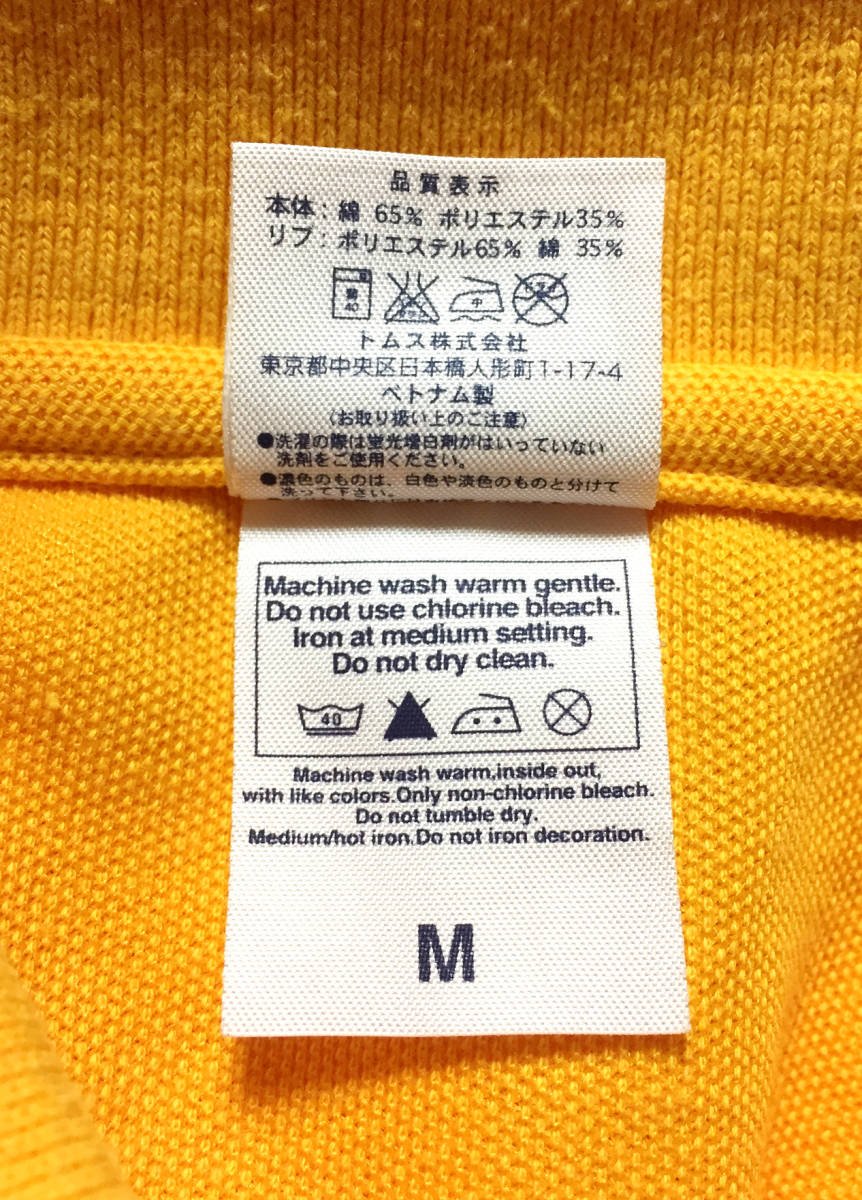 品質表示
本体:綿 65% ポリエステル35%
リブ:ポリエステル65% 綿 35%
40 中
トムス株式会社
東京都中央区日本橋人形町1-17-4
ベトナム製
〈お取り扱い上のご注意〉
●洗濯の際は蛍光増白剤がはいっていない
洗剤をご使用ください。
●濃色のものは、白色や淡色のものと分けて
洗って下さい。
Machine wash warm gentle.
Do not use chlorine bleach.
Iron at medium setting.
Do not dry clean.
40
Machine wash warm,inside out,
with like colors.Only non-chlorine bleach.
Do not tumble dry.
Medium/hot iron.Do not iron decoration.
M